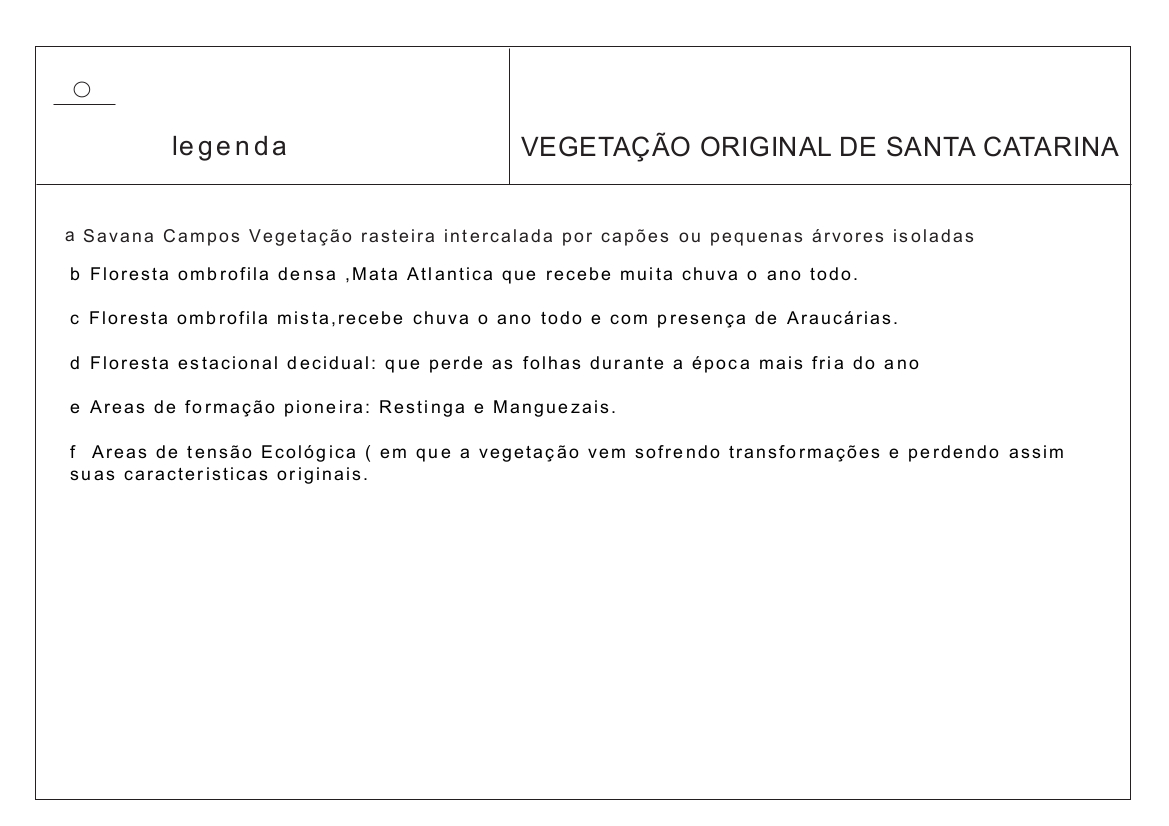 legenda
VEGETAÇÃO ORIGINAL DE SANTA CATARINA
a Savana Campos Vegetação rasteira intercalada por capões ou pequenas árvores isoladas
b Floresta ombrofila densa ,Mata Atlantica que recebe muita chuva o ano todo.
c Floresta ombrofila mista,recebe chuva o ano todo e com presença de Araucárias.
d Floresta estacional decidual: que perde as folhas durante a época mais fria do ano
e Areas de formação pioneira: Restinga e Manguezais.
f Areas de tensão Ecológica ( em que a vegetação vem sofrendo transformações e perdendo assim
suas caracteristicas originais.